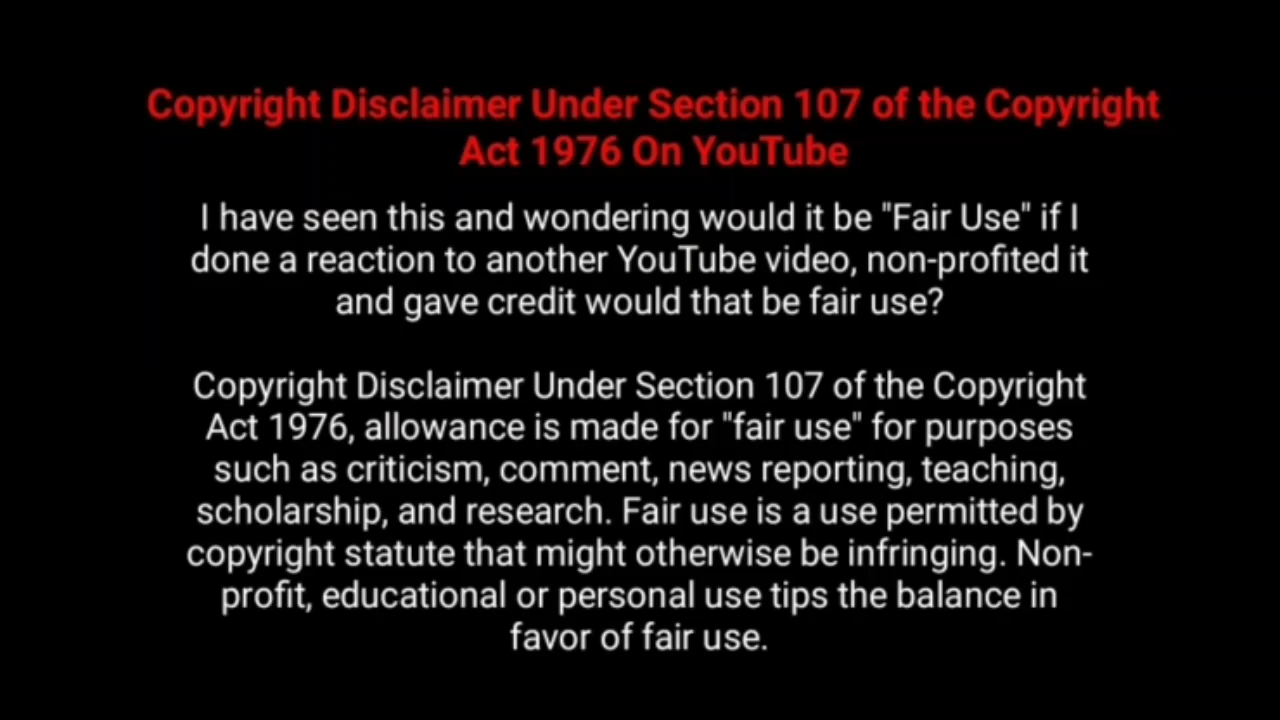 Copyright Disclaimer Under Section 107 of the Copyright
Act 1976 On YouTube
I have seen this and wondering would it be "Fair Use" if I
done a reaction to another YouTube video, non-profited it
and gave credit would that be fair use?
Copyright Disclaimer Under Section 107 of the Copyright
Act 1976, allowance is made for "fair use" for purposes
such as criticism, comment, news reporting, teaching,
scholarship, and research. Fair use is a use permitted by
copyright statute that might otherwise be infringing. Non-
profit, educational or personal use tips the balance in
favor of fair use.